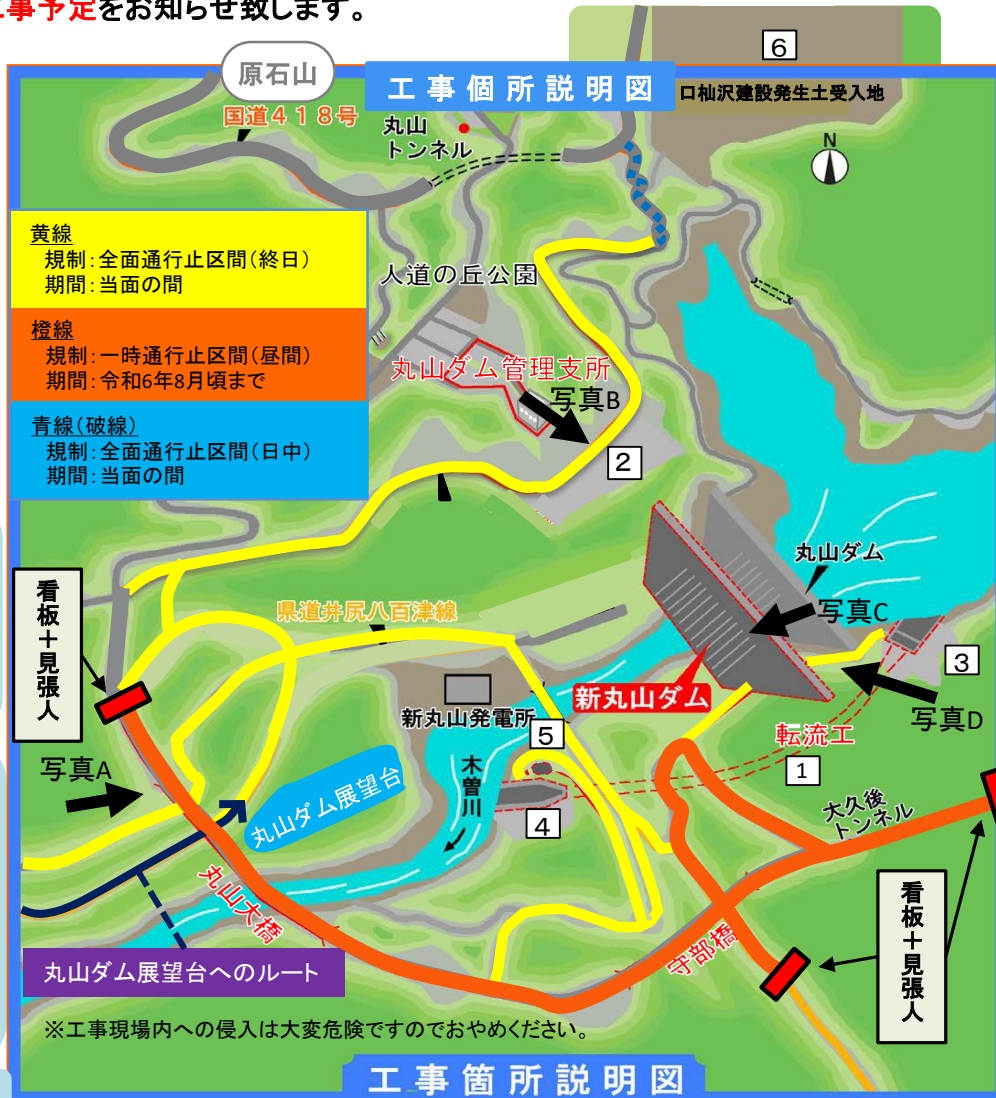 工事予定をお知らせ致します。
6
原石山
工事個所説明図
口杣沢建設発生土受入地
国道418号
丸山
トンネル
N
黄線
規制:全面通行止区間(終日)
期間:当面の間
橙線
規制:一時通行止区間(昼間)
期間:令和6年8月頃まで
青線(破線)
規制:全面通行止区間(日中)
期間:当面の間
人道の丘公園
丸山ダム管理支所
写真B
2
丸山ダム
写真C
看板+見張人
県道井尻八百津線
3
新丸山ダム
新丸山発電所
写真D
5
転流工
写真A
木曽川
1
丸山ダム展望台
4
大久後
トンネル
丸山大橋
看板+見張人
守部橋
丸山ダム展望台へのルート
※工事現場内への侵入は大変危険ですのでおやめください。
工事箇所説明図